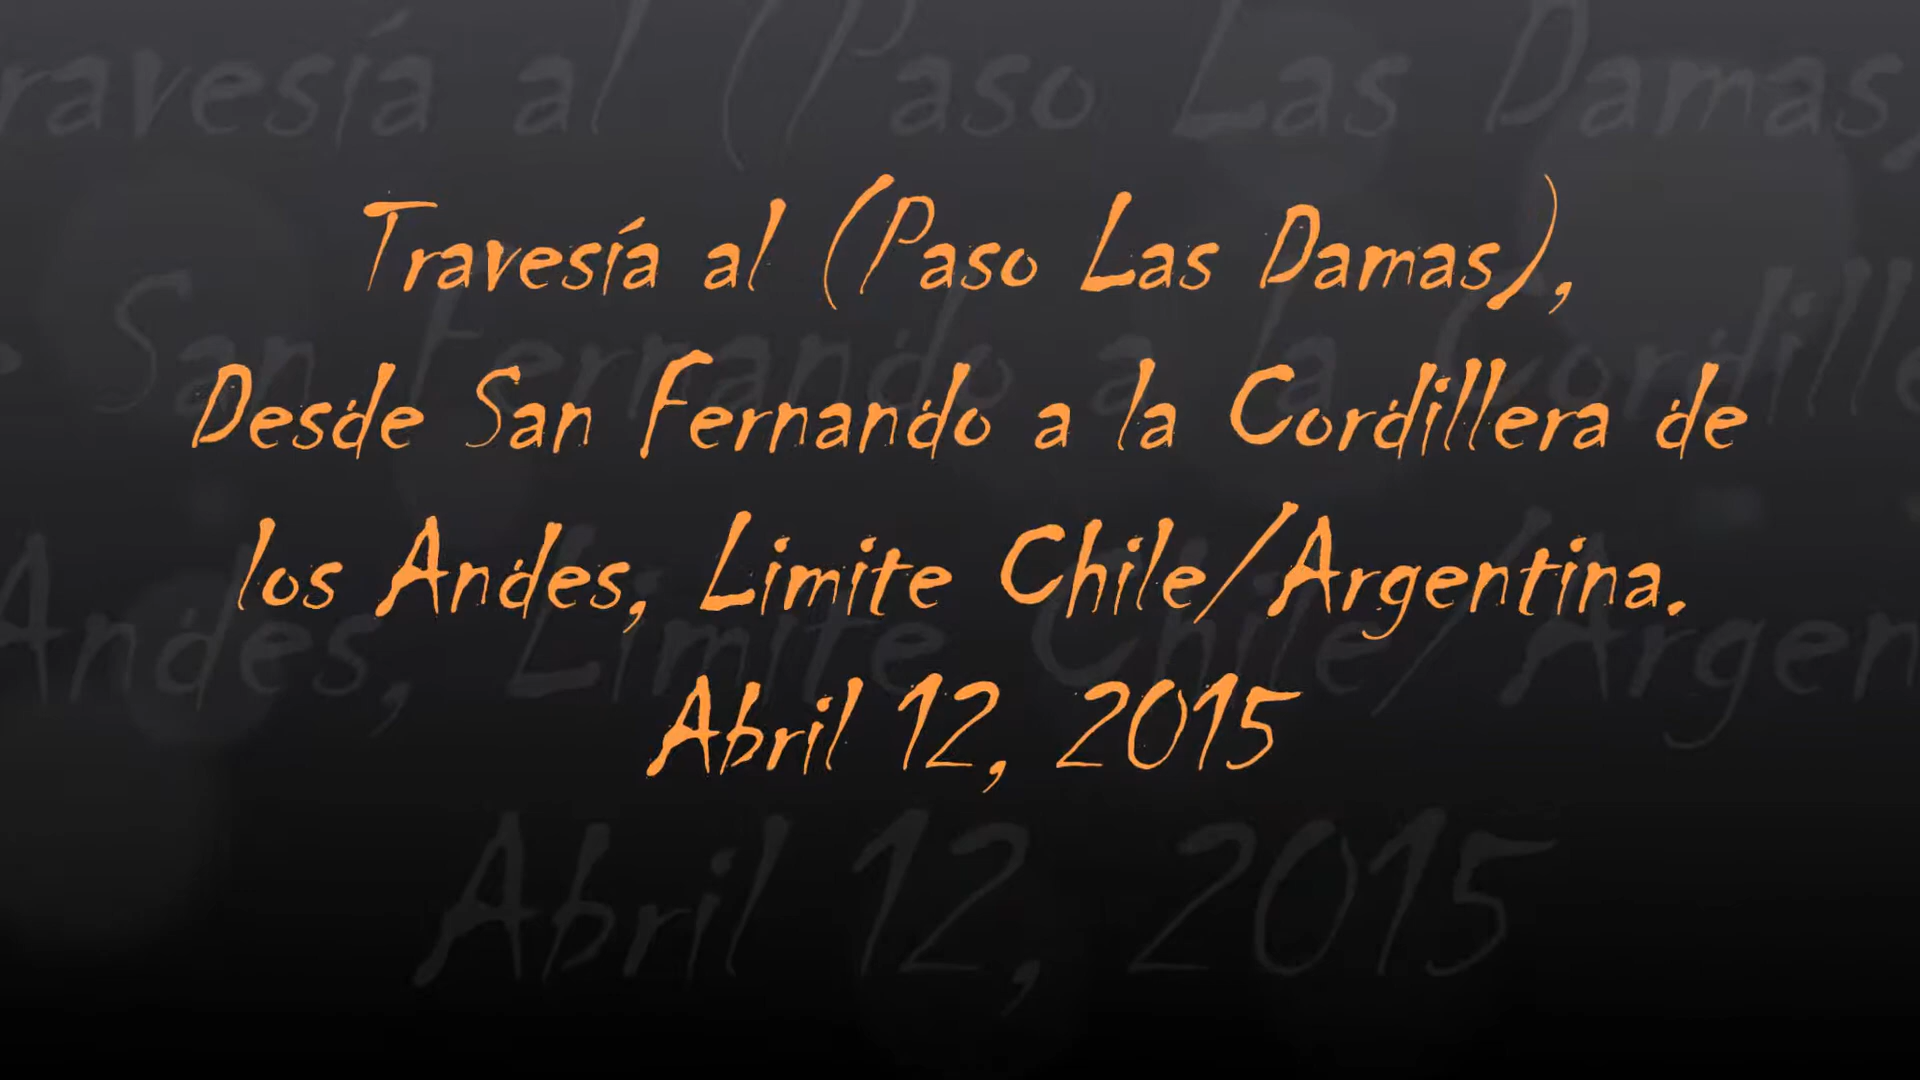 Travesía al (Paso Las Damas),
Desde San Fernando a la Cordillera de
los Andes, Limite Chile/Argentina.
Abril 12, 2015